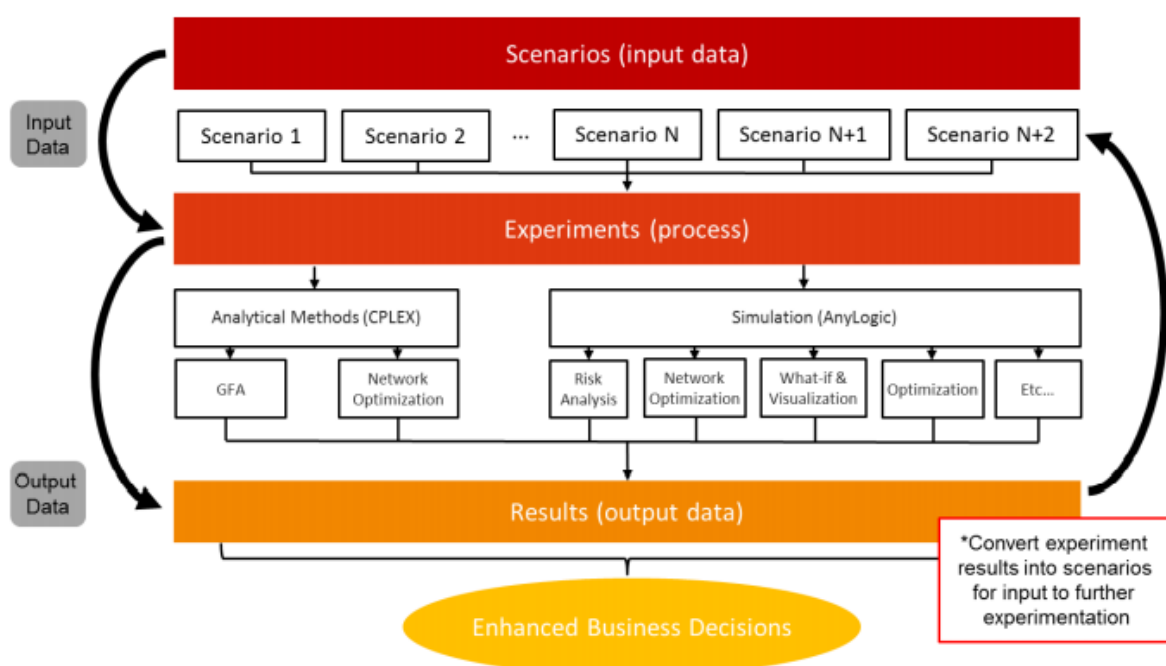 Scenarios (input data)
Input
Data
Scenario 1
Scenario 2
...
Scenario N
Scenario N+1
Scenario N+2
Experiments (process)
Analytical Methods (CPLEX)
Simulation (AnyLogic)
GFA
Network
Optimization
Risk
Analysis
Network
Optimization
What-if &
Visualization
Optimization
Etc...
Output
Data
Results (output data)
*Convert experiment
results into scenarios
for input to further
experimentation
Enhanced Business Decisions